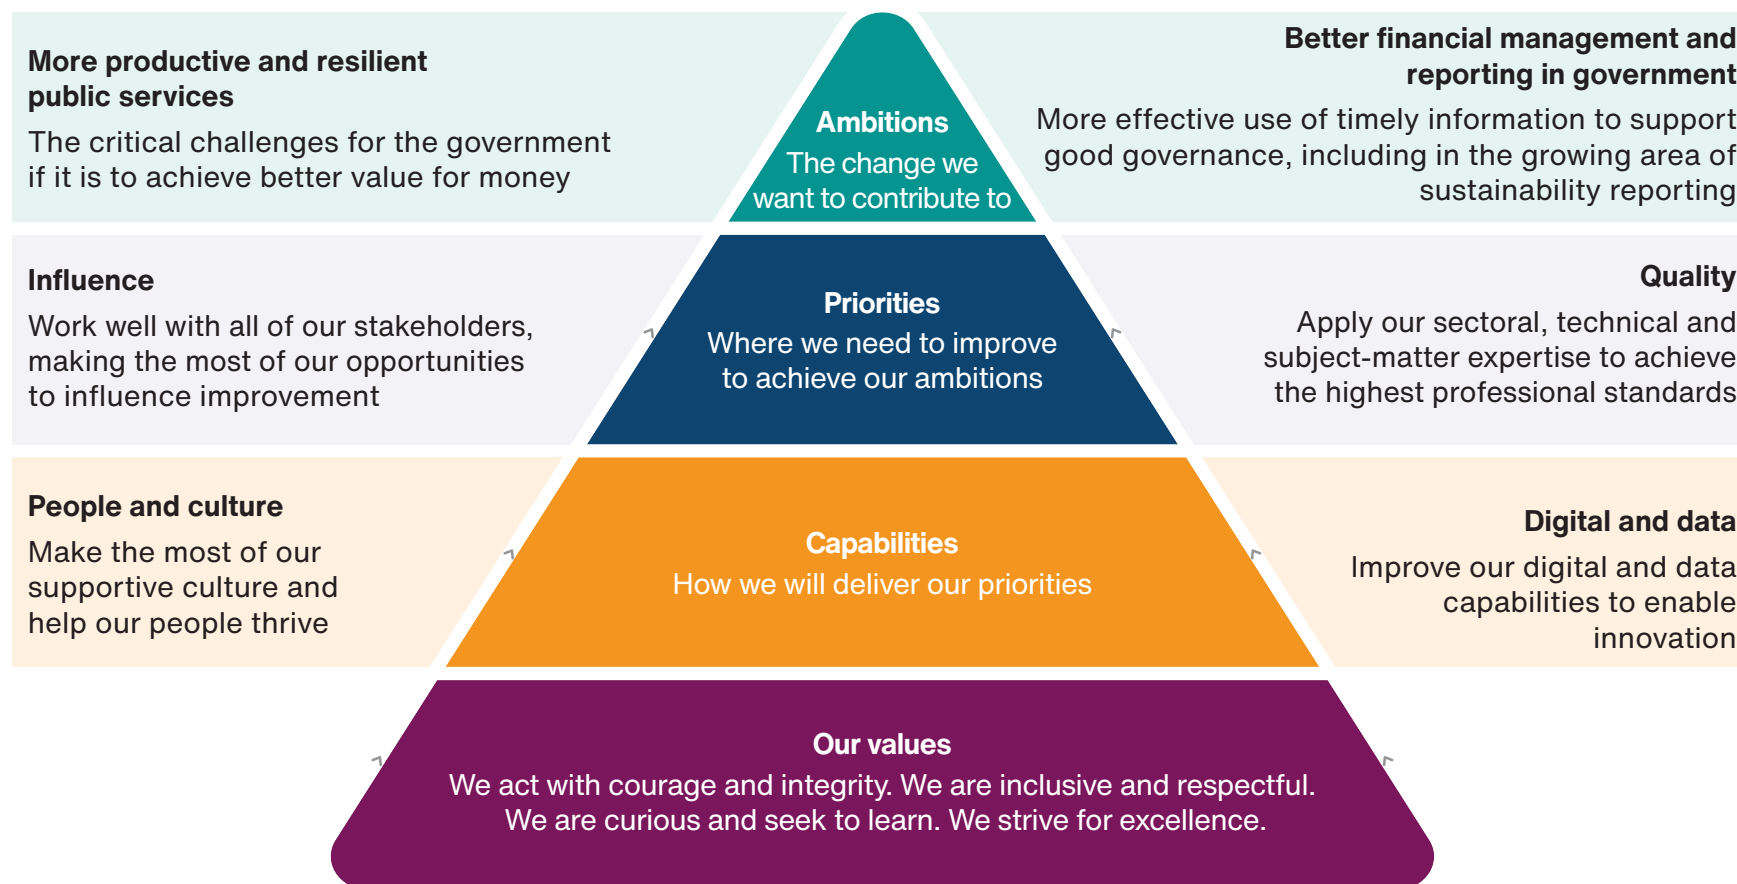 More productive and resilient
public services
The critical challenges for the government
if it is to achieve better value for money
Ambitions
The change we
want to contribute to
Better financial management and
reporting in government
More effective use of timely information to support
good governance, including in the growing area of
sustainability reporting
Influence
Work well with all of our stakeholders,
making the most of our opportunities
to influence improvement
Priorities
Where we need to improve
to achieve our ambitions
Quality
Apply our sectoral, technical and
subject-matter expertise to achieve
the highest professional standards
People and culture
Make the most of our
supportive culture and
help our people thrive
Capabilities
How we will deliver our priorities
Digital and data
Improve our digital and data
capabilities to enable
innovation
Our values
We act with courage and integrity. We are inclusive and respectful.
We are curious and seek to learn. We strive for excellence.